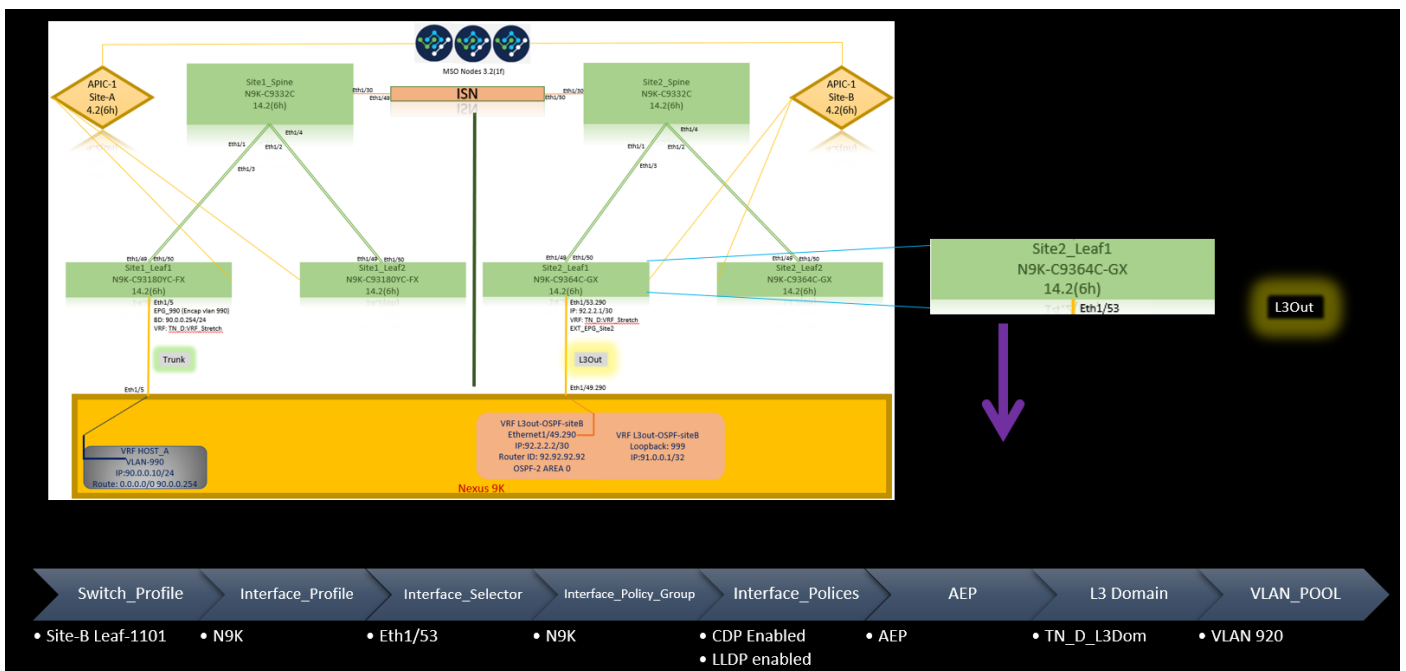 MSO Nodes 3.2(1f)
APIC-1
Site-A
4.2(6h)
Site1_Spine
N9K-C9332C
14.2(6h)
Eth1/30
Eth1/49
ISN
Eth1/30
Eth1/50
Site2_Spine
N9K-C9332C
14.2(6h)
APIC-1
Site-B
4.2(6h)
Eth1/4
Eth1/1
Eth1/2
Eth1/3
Eth1/4
Eth1/1
Eth1/2
Eth1/3
Eth1/49 Eth1/50
Site1_Leaf1
N9K-C93180YC-FX
14.2(6h)
Eth1/49 Eth1/50
Site1_Leaf2
N9K-C93180YC-FX
14.2(6h)
Eth1/49 Eth1/50
Site2_Leaf1
N9K-C9364C-GX
14.2(6h)
Eth1/49 Eth1/50
Site2_Leaf2
N9K-C9364C-GX
14.2(6h)
Site2_Leaf1
N9K-C9364C-GX
14.2(6h)
Eth1/53
L3Out
Eth1/5
EPG_990 (Encap vlan 990)
BD: 90.0.0.254/24
VRF: TN_D:VRF_Stretch
Eth1/53.290
IP: 92.2.2.1/30
VRF: TN_D:VRF_Stretch
EXT_EPG_Site2
Trunk
L3Out
Eth1/5
Eth1/49.290
VRF HOST_A
VLAN-990
IP:90.0.0.10/24
Route: 0.0.0.0/0 90.0.0.254
VRF L3out-OSPF-siteB
Ethernet1/49.290
IP:92.2.2.2/30
Router ID: 92.92.92.92
OSPF-2 AREA 0
VRF L3out-OSPF-siteB
Loopback: 999
IP:91.0.0.1/32
Nexus 9K
Switch_Profile
Interface_Profile
Interface_Selector
Interface_Policy_Group
Interface_Polices
AEP
L3 Domain
VLAN_POOL
• Site-B Leaf-1101
• N9K
• Eth1/53
• N9K
• CDP Enabled
• LLDP enabled
• AEP
• TN_D_L3Dom
• VLAN 920